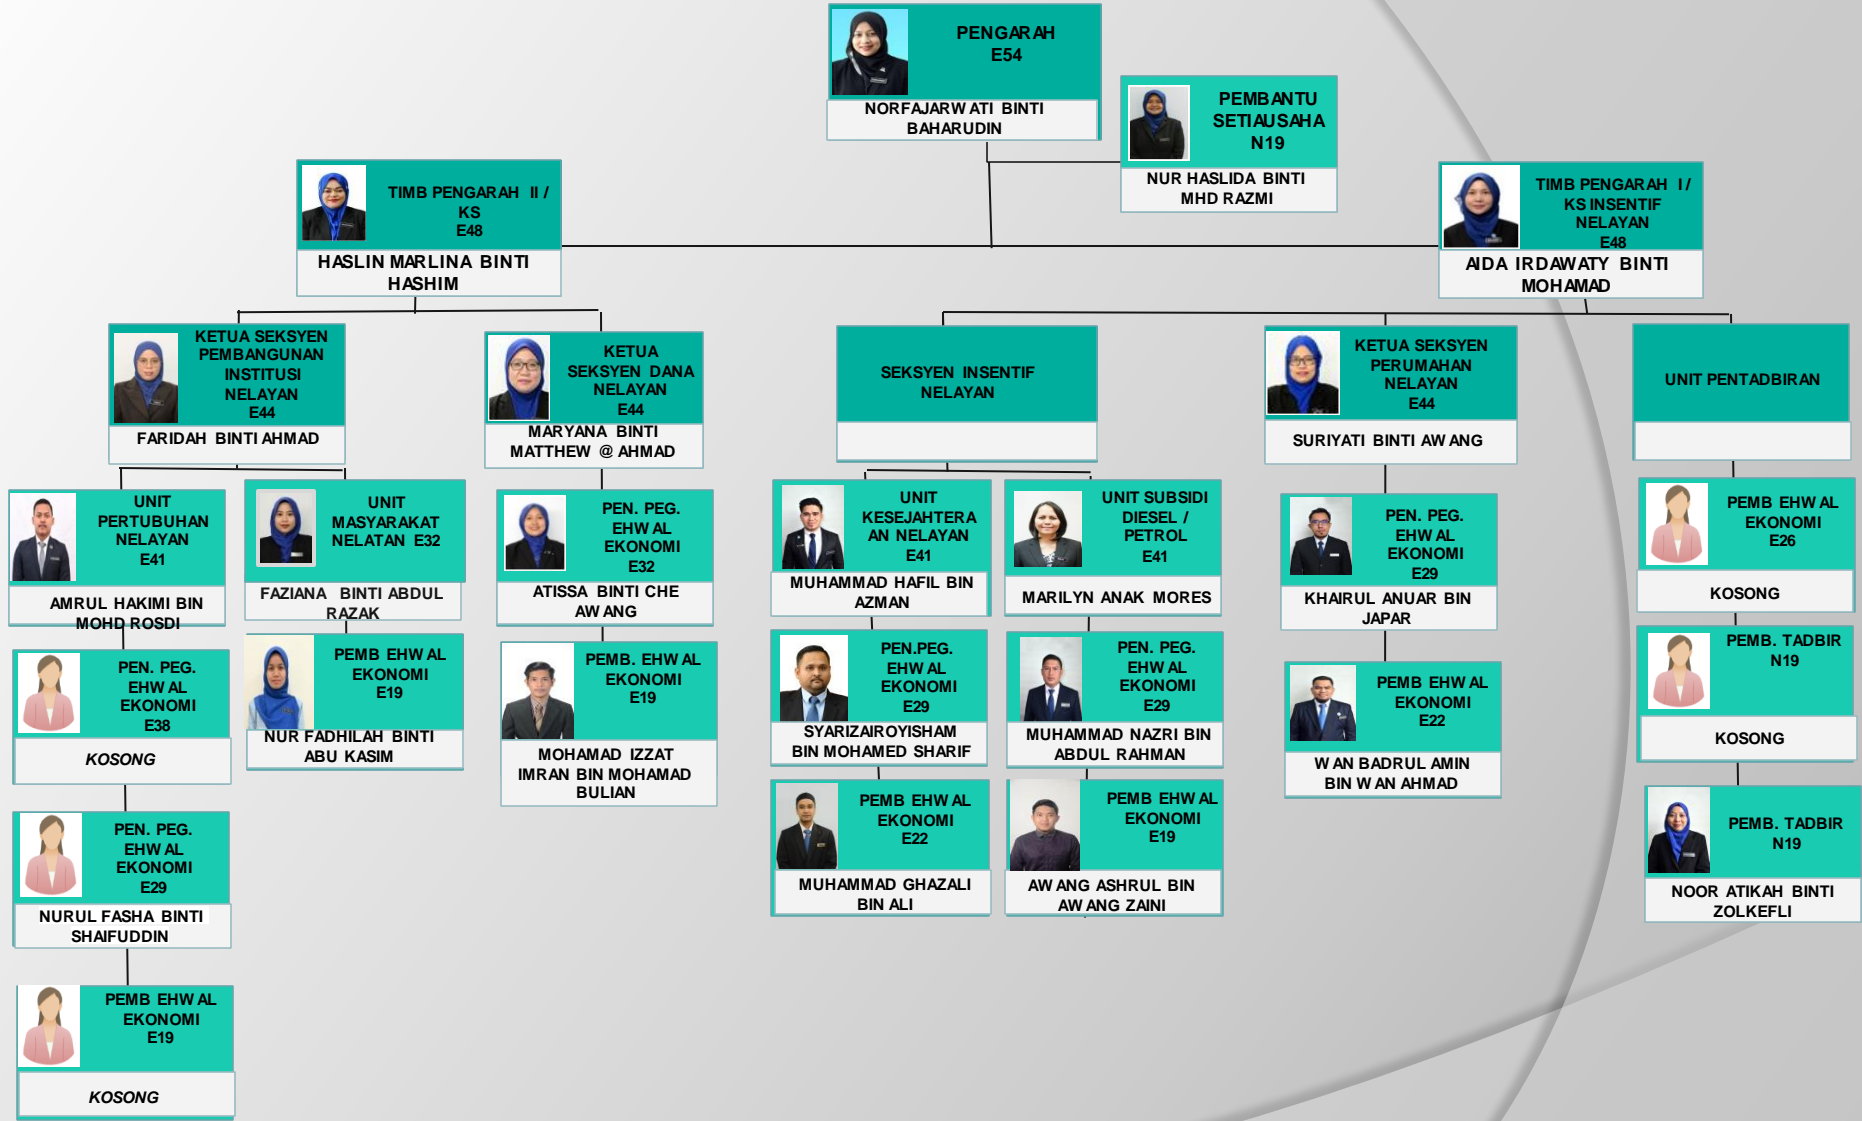 PENGARAH
E54
NORFAJARWATI BINTI
BAHARUDIN
PEMBANTU
SETIAUSAHA
N19
NUR HASLIDA BINTI
MHD RAZMI
TIMB PENGARAH II /
KS
E48
HASLIN MARLINA BINTI
HASHIM
TIMB PENGARAH I /
KS INSENTIF
NELAYAN
E48
AIDA IRDAWATY BINTI
MOHAMAD
KETUA SEKSYEN
PEMBANGUNAN
INSTITUSI
NELAYAN
E44
FARIDAH BINTI AHMAD
KETUA
SEKSYEN DANA
NELAYAN
E44
MARYANA BINTI
MATTHEW @ AHMAD
SEKSYEN INSENTIF
NELAYAN
KETUA SEKSYEN
PERUMAHAN
NELAYAN
E44
SURIYATI BINTI AWANG
UNIT PENTADBIRAN
UNIT
PERTUBUHAN
NELAYAN
E41
AMRUL HAKIMI BIN
MOHD ROSDI
UNIT
MASYARAKAT
NELATAN E32
FAZIANA BINTI ABDUL
RAZAK
PEN. PEG.
EHWAL
EKONOMI
E32
ATISSA BINTI CHE
AWANG
UNIT
KESEJAHTERA
AN NELAYAN
E41
MUHAMMAD HAFIL BIN
AZMAN
UNIT SUBSIDI
DIESEL /
PETROL
E41
MARILYN ANAK MORES
PEN. PEG.
EHWAL
EKONOMI
E29
KHAIRUL ANUAR BIN
JAPAR
PEMB EHWAL
EKONOMI
E26
KOSONG
PEN. PEG.
EHWAL
EKONOMI
E38
KOSONG
PEMB EHWAL
EKONOMI
E19
NUR FADHILAH BINTI
ABU KASIM
PEMB. EHWAL
EKONOMI
E19
MOHAMAD IZZAT
IMRAN BIN MOHAMAD
BULIAN
PEN.PEG.
EHWAL
EKONOMI
E29
SYARIZAIROYISHAM
BIN MOHAMED SHARIF
PEN. PEG.
EHWAL
EKONOMI
E29
MUHAMMAD NAZRI BIN
ABDUL RAHMAN
PEMB EHWAL
EKONOMI
E22
WAN BADRUL AMIN
BIN WAN AHMAD
PEMB. TADBIR
N19
KOSONG
PEN. PEG.
EHWAL
EKONOMI
E29
NURUL FASHA BINTI
SHAIFUDDIN
PEMB EHWAL
EKONOMI
E22
MUHAMMAD GHAZALI
BIN ALI
PEMB EHWAL
EKONOMI
E19
AWANG ASHRUL BIN
AWANG ZAINI
PEMB. TADBIR
N19
NOOR ATIKAH BINTI
ZOLKEFLI
PEMB EHWAL
EKONOMI
E19
KOSONG